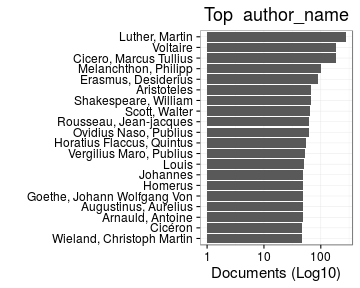 Top author_name
Luther, Martin
Voltaire
Cicero, Marcus Tullius
Melanchthon, Philipp
Erasmus, Desiderius
Aristoteles
Shakespeare, William
Scott, Walter
Rousseau, Jean-jacques
Ovidius Naso, Publius
Horatius Flaccus, Quintus
Vergilius Maro, Publius
Louis
Johannes
Homerus
Goethe, Johann Wolfgang Von
Augustinus, Aurelius
Arnauld, Antoine
Cicéron
Wieland, Christoph Martin
1 10 100
Documents (Log10)